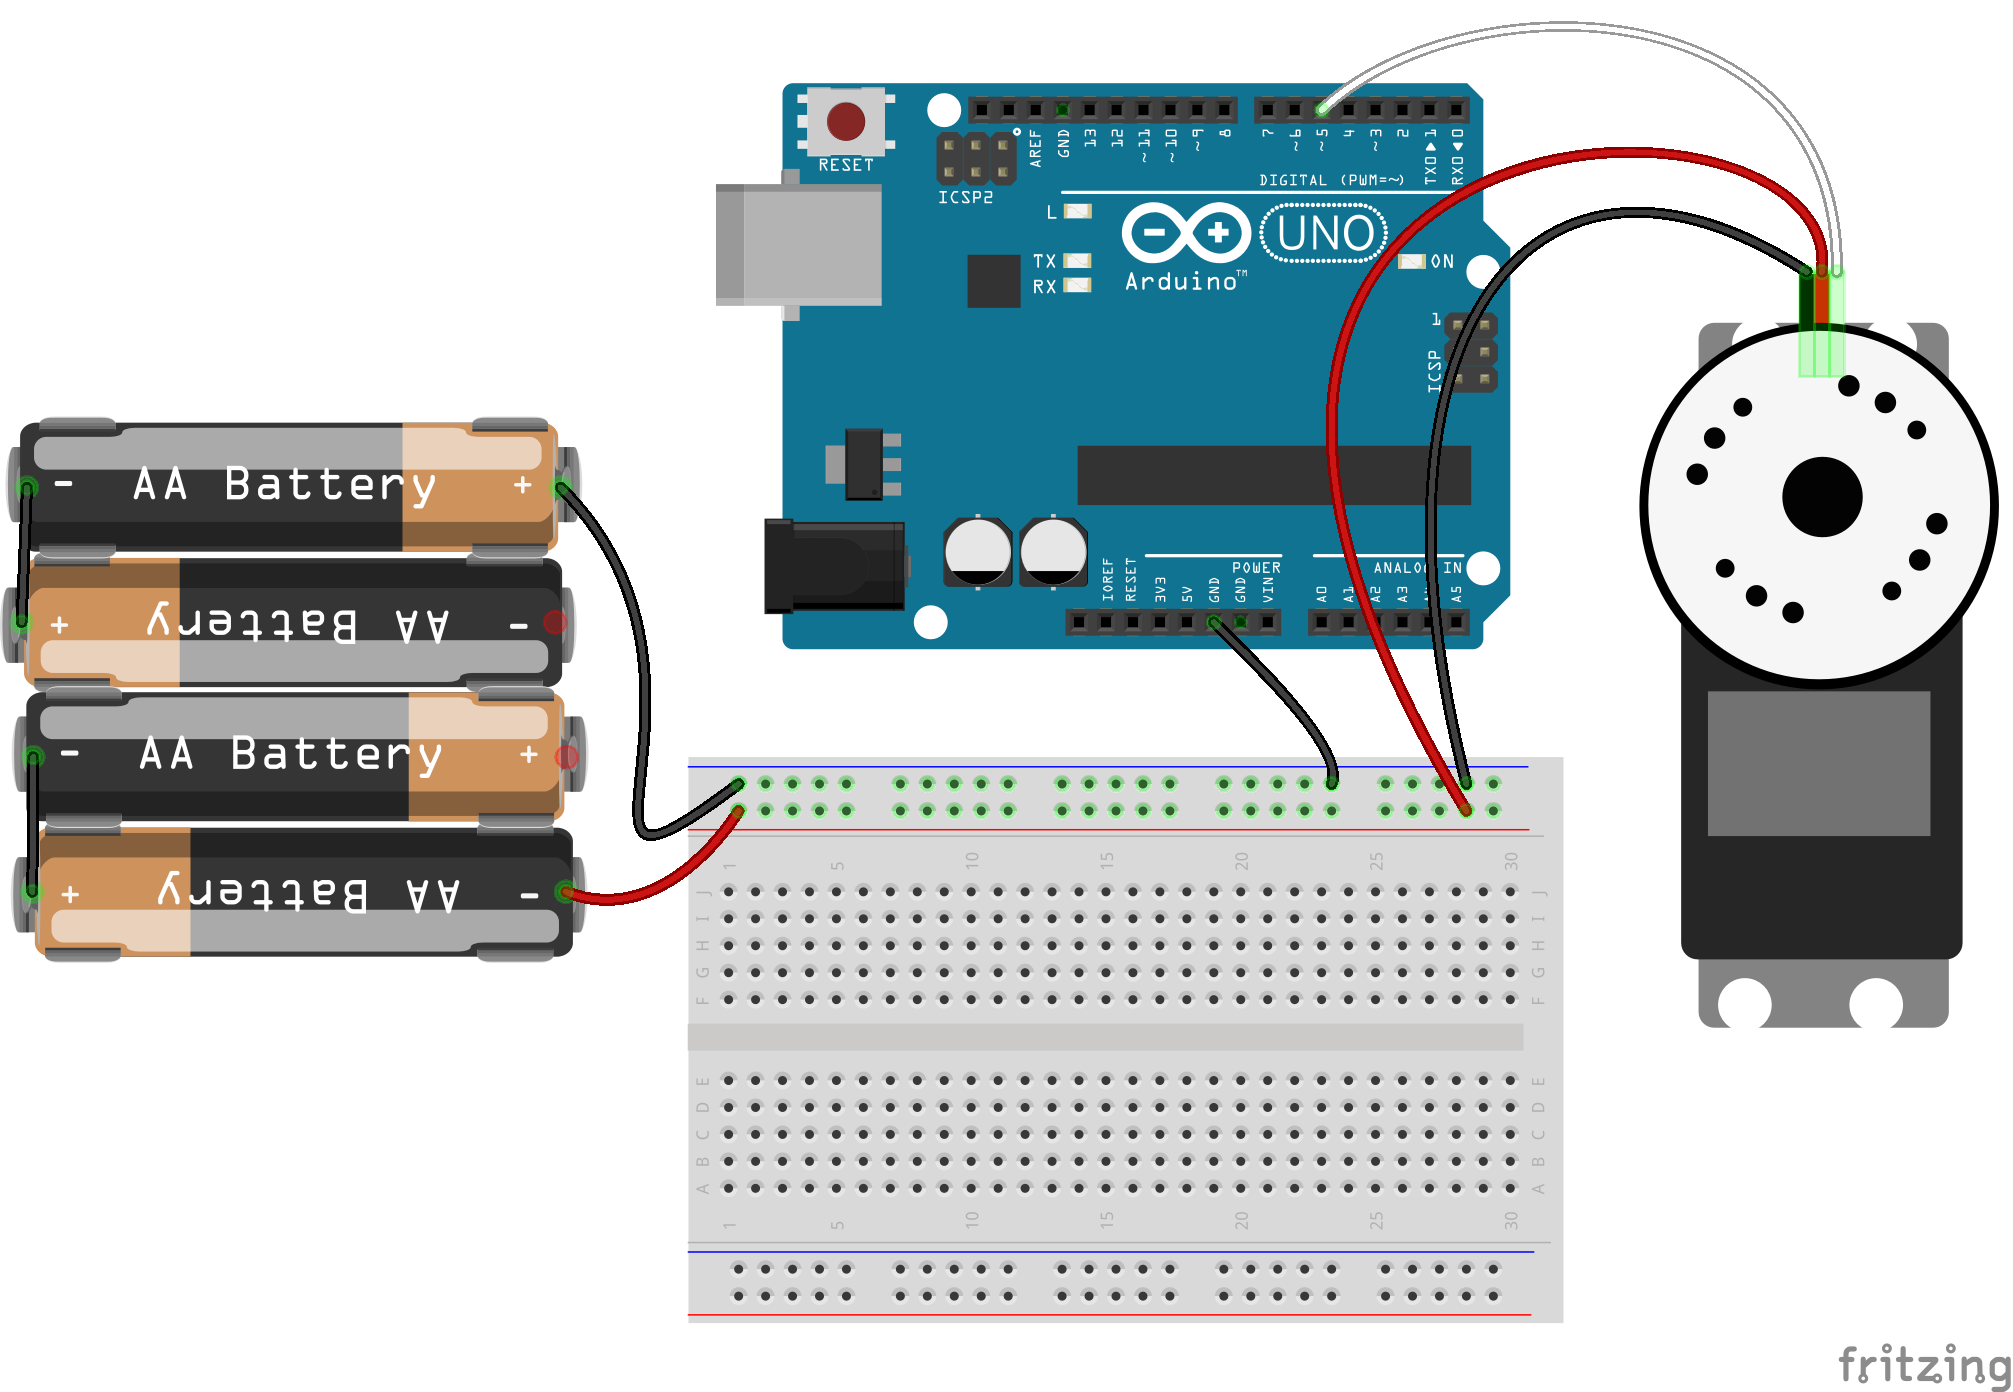 RESET
AREF
GND
13
12
~11
~10
~9
8
7
~6
~5
4
~3
2
TX0▶1
RX0◀0
ICSP2
DIGITAL (PWM=~)
L
TX
RX
UNO
ON
Arduino™
1
ICSP
AA Battery
- +
AA Battery
+ -
AA Battery
- +
AA Battery
+ -
POWER
ANALOG IN
IOREF
RESET
3V3
5V
GND
GND
VIN
A0
A1
A2
A3
A5
1 5 10 15 20 25 30
J J
I I
H H
G G
F F
E E
D D
C C
B B
A A
1 5 10 15 20 25 30
fritzing